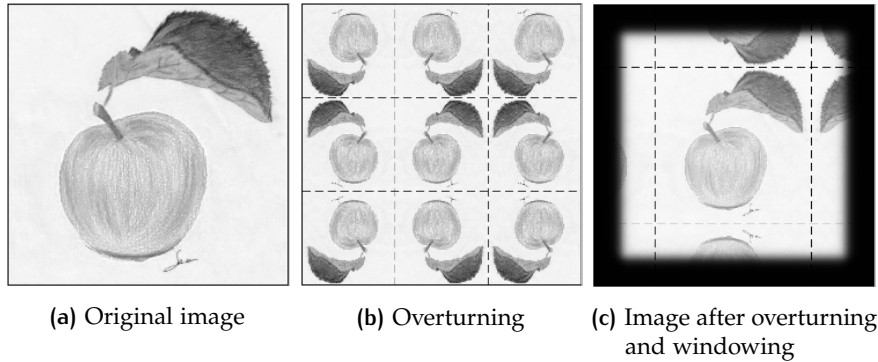 (a) Original image
(b) Overturning
(c) Image after overturning
and windowing